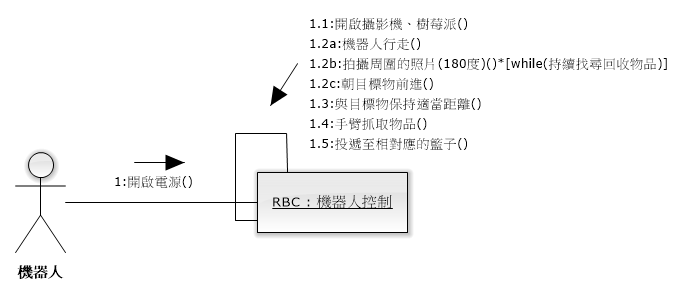 1.1:開啟攝影機、樹莓派()
1.2a:機器人行走()
1.2b:拍攝周圍的照片(180度)()*[while(持續找尋回收物品)]
1.2c:朝目標物前進()
1.3:與目標物保持適當距離()
1.4:手臂抓取物品()
1.5:投遞至相對應的籃子()
1:開啟電源()
RBC : 機器人控制
機器人